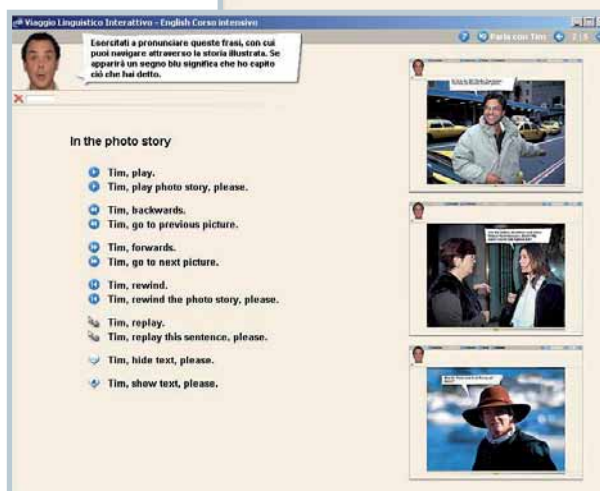 Viaggio Linguistico Interattivo - English Corso intensivo
Esercitati a pronunciare queste frasi, con cui
puoi navigare attraverso la storia illustrata. Se
apparirà un segno blu significa che ho capito
ciò che hai detto.
Parla con Tim
In the photo story
Tim, play.
Tim, play photo story, please.
Tim, backwards.
Tim, go to previous picture.
Tim, forwards.
Tim, go to next picture.
Tim, rewind.
Tim, rewind the photo story, please.
Tim, replay.
Tim, replay this sentence, please.
Tim, hide text, please.
Tim, show text, please.